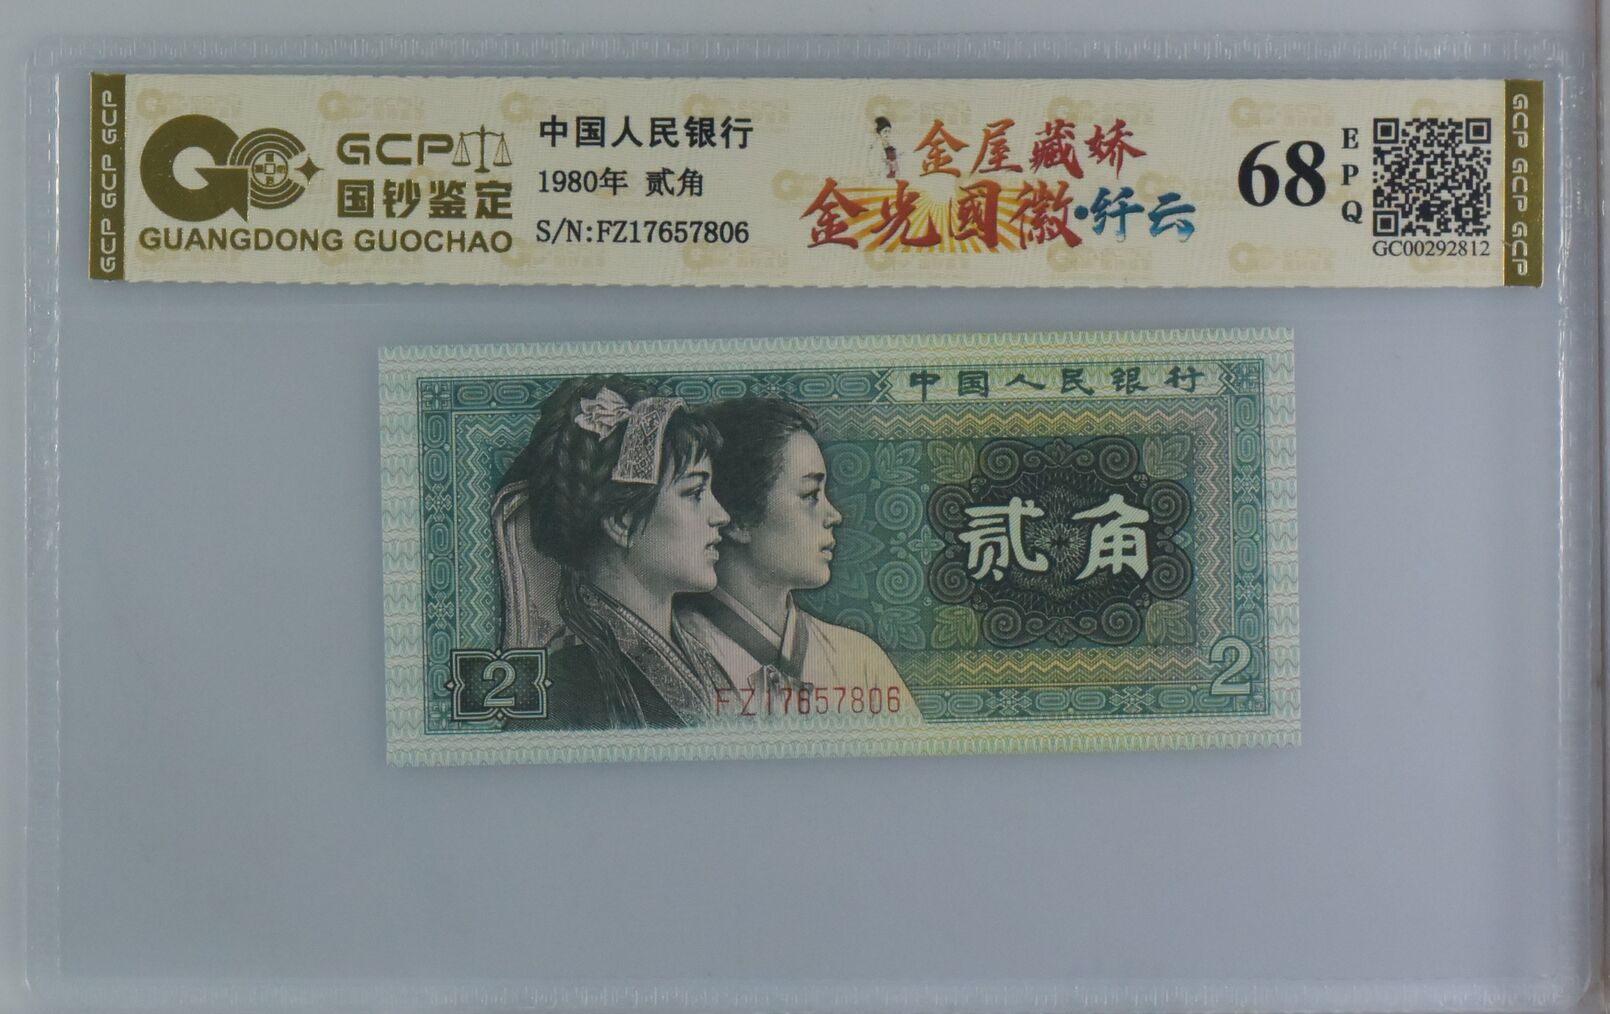 GCP GCP GCP
GCP
国钞鉴定
GUANGDONG GUOCHAO
中国人民银行
1980年 贰角
S/N:FZ17657806
金屋藏娇
金光國徽·纤云
68
EPQ
GC00292812
GCP GCP GCP
中国人民银行
贰角
2
2
FZ17657806